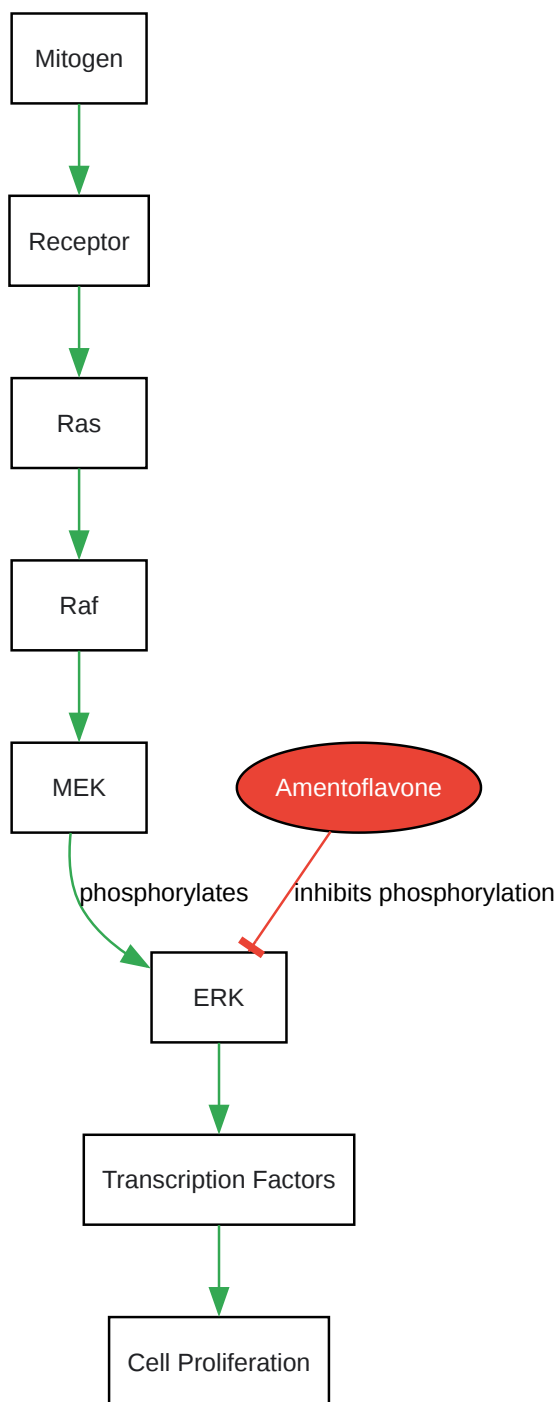 Mitogen
Receptor
Ras
Raf
MEK
Amentoflavone
phosphorylates
inhibits phosphorylation
ERK
Transcription Factors
Cell Proliferation